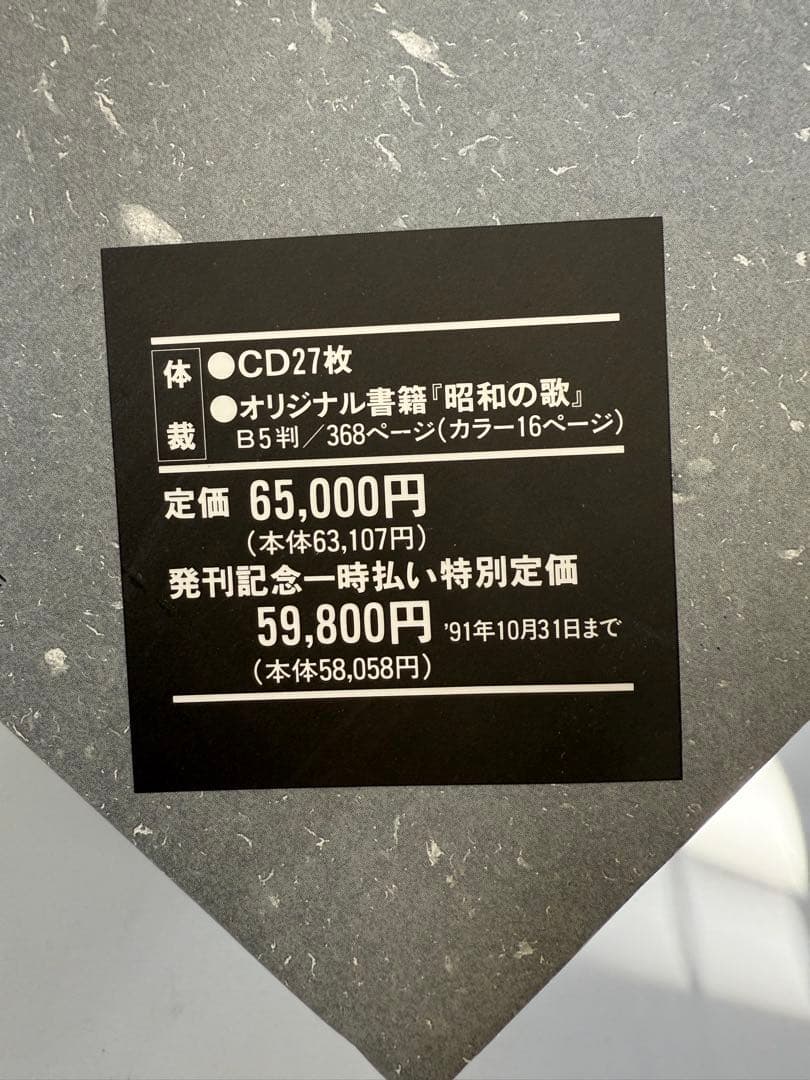 体裁
●CD27枚
●オリジナル書籍『昭和の歌』
B5判／368ページ(カラー16ページ)
定価 65,000円
(本体63,107円)
発刊記念一時払い特別定価
59,800円 '91年10月31日まで
(本体58,058円)